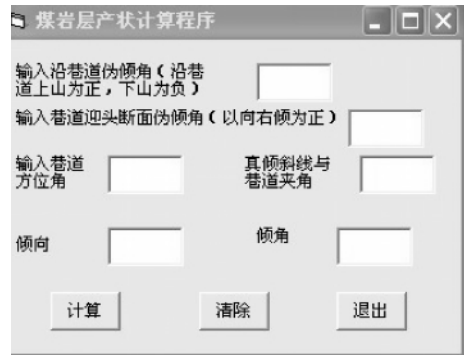 煤岩层产状计算程序
输入沿巷道伪倾角(沿巷
道上山为正,下山为负)
输入巷道迎头断面伪倾角(以向右倾为正)
输入巷道
方位角
真倾斜线与
巷道夹角
倾向
倾角
计算
清除
退出